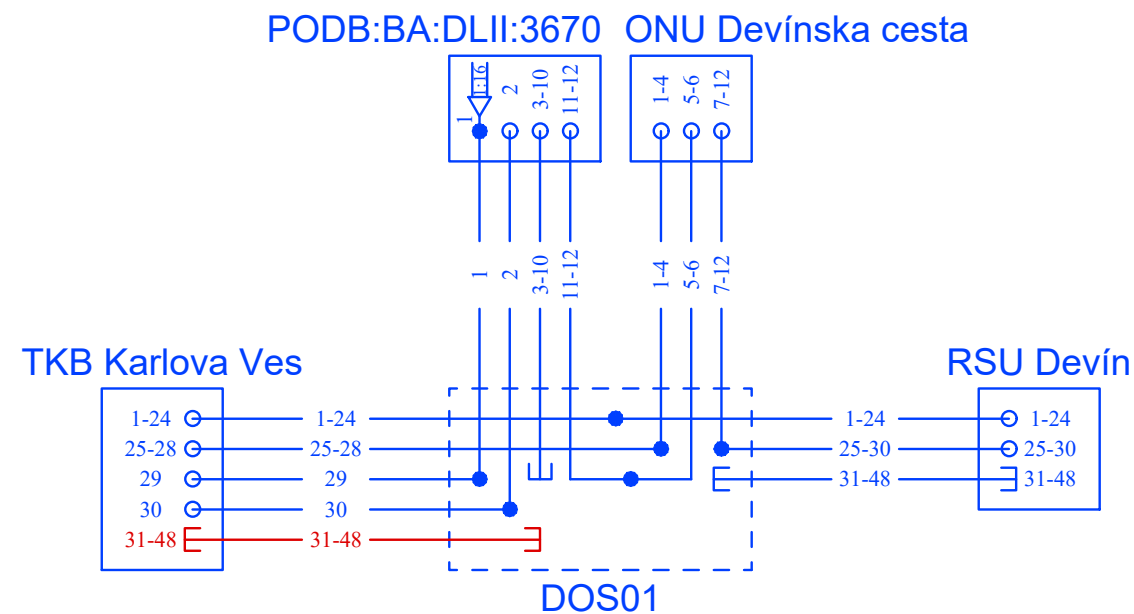 PODB:BA:DLII:3670 ONU Devínska cesta
1:16 2 3-10 11-12 1-4 5-6 7-12
1
1 2 3-10 11-12 1-4 5-6 7-12
TKB Karlova Ves RSU Devín
1-24 1-24 1-24 1-24
25-28 25-28 25-30 25-30
29 29 31-48 31-48
30 30
31-48 31-48
DOS01